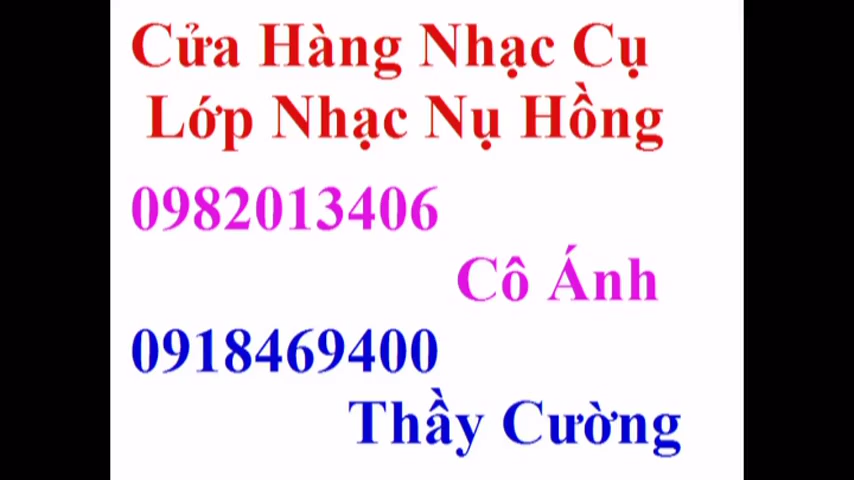 Cửa Hàng Nhạc Cụ
Lớp Nhạc Nụ Hồng
0982013406
Cô Ánh
0918469400
Thầy Cường